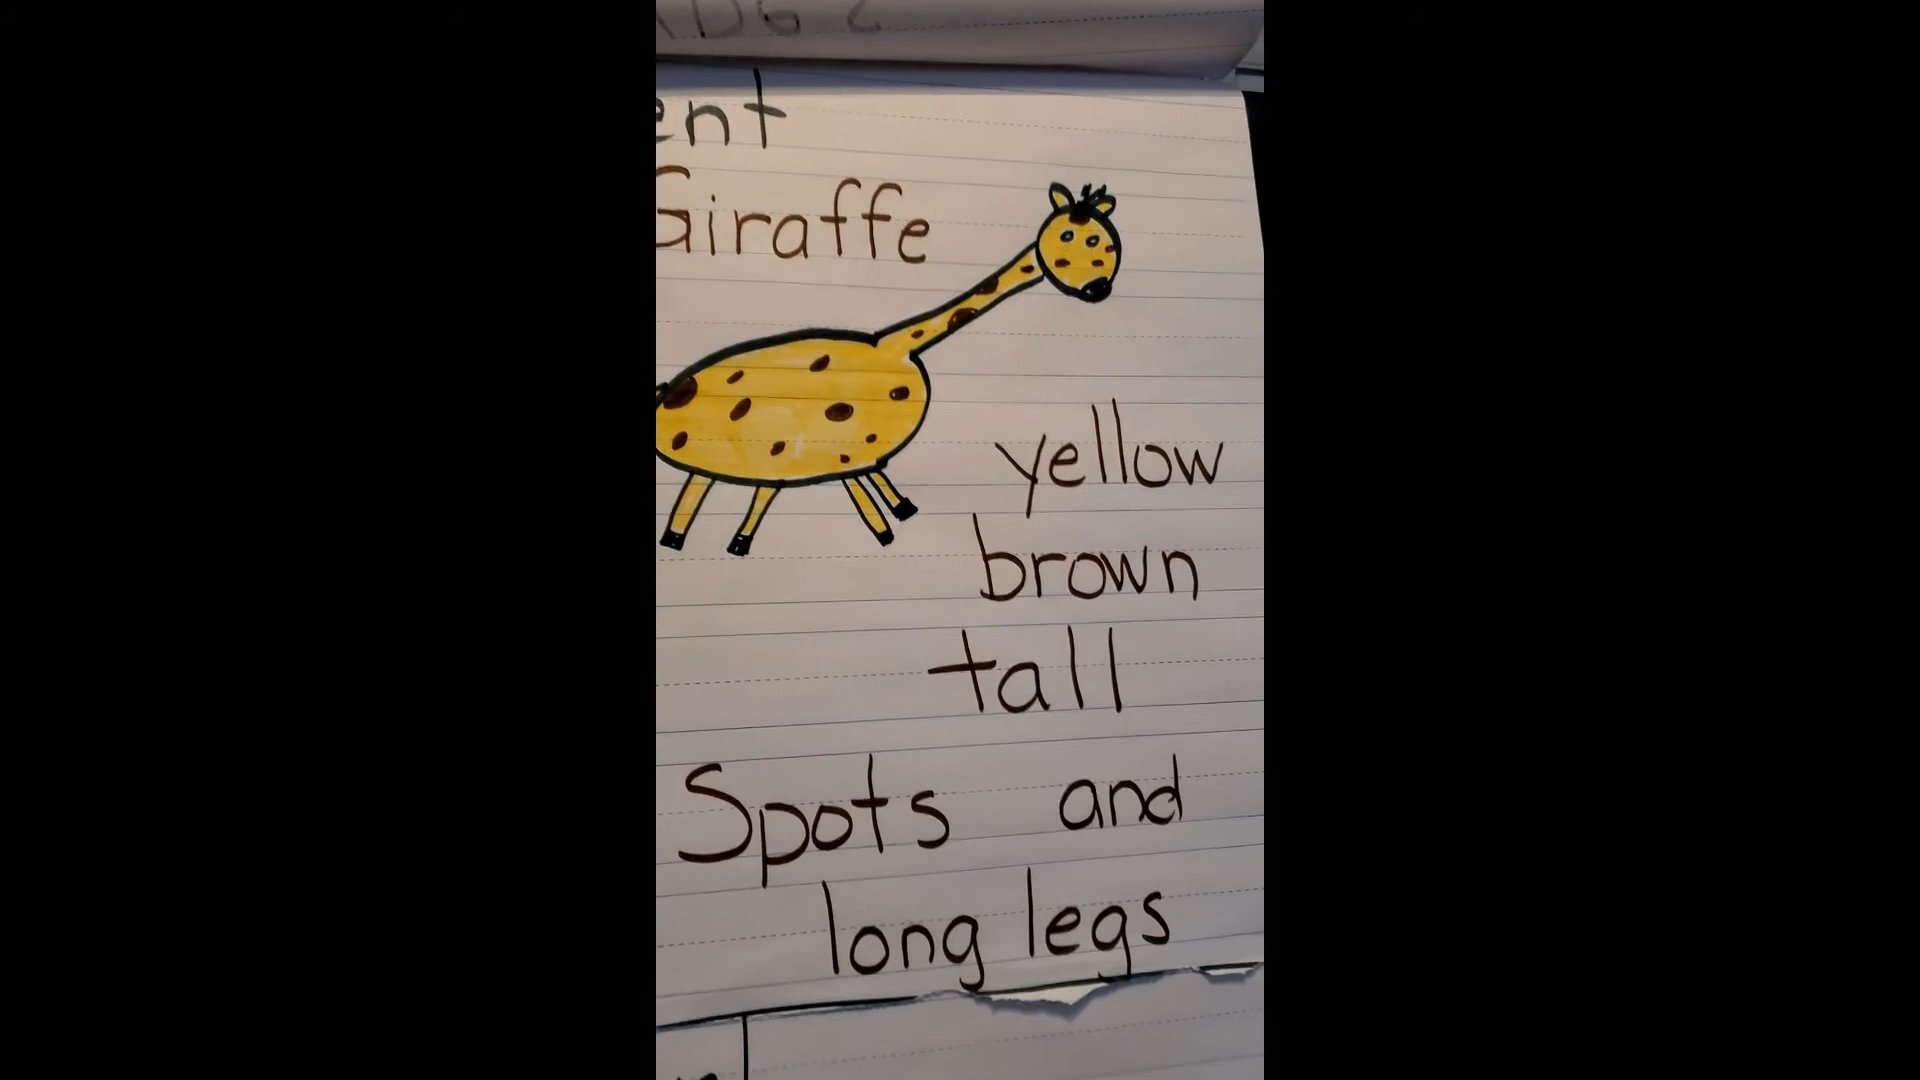 ent
Giraffe
yellow
brown
tall
Spots and
long legs